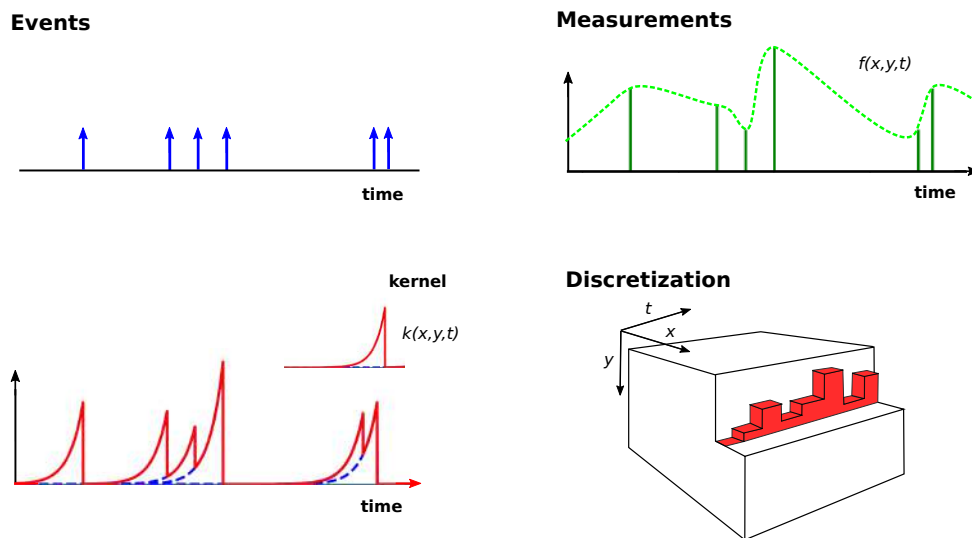 Events
time
Measurements
f(x,y,t)
time
kernel
k(x,y,t)
time
Discretization
t
x
y